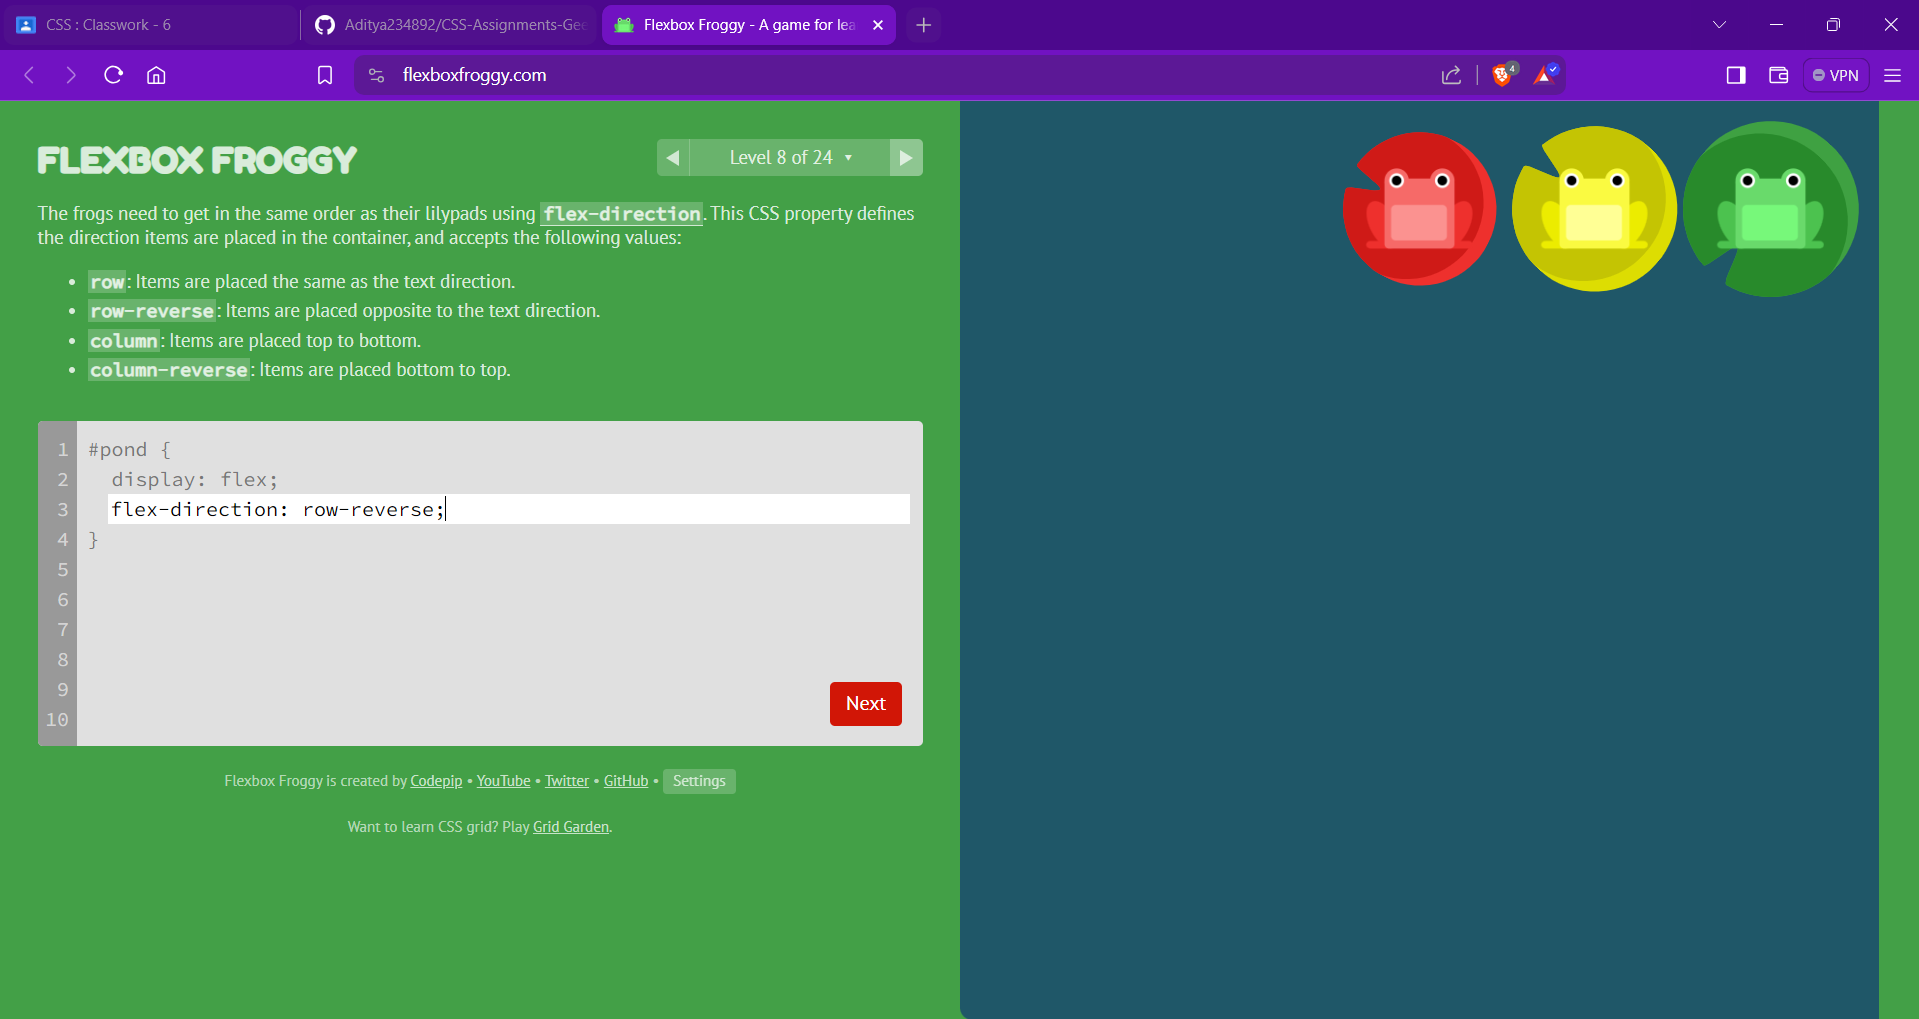 CSS : Classwork - 6
Aditya234892/CSS-Assignments-Gee
Flexbox Froggy - A game for lea
flexboxfroggy.com
4
VPN
FLEXBOX FROGGY
Level 8 of 24
The frogs need to get in the same order as their lilypads using flex-direction. This CSS property defines
the direction items are placed in the container, and accepts the following values:
• row: Items are placed the same as the text direction.
• row-reverse: Items are placed opposite to the text direction.
• column: Items are placed top to bottom.
• column-reverse: Items are placed bottom to top.
1 #pond {
2 display: flex;
3 flex-direction: row-reverse;
4 }
5
6
7
8
9
10
Next
Flexbox Froggy is created by Codepip • YouTube • Twitter • GitHub • Settings
Want to learn CSS grid? Play Grid Garden.